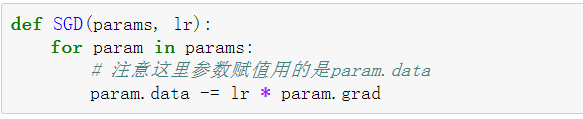 def SGD(params, lr):
    for param in params:
        # 注意这里参数赋值用的是param.data
        param.data -= lr * param.grad